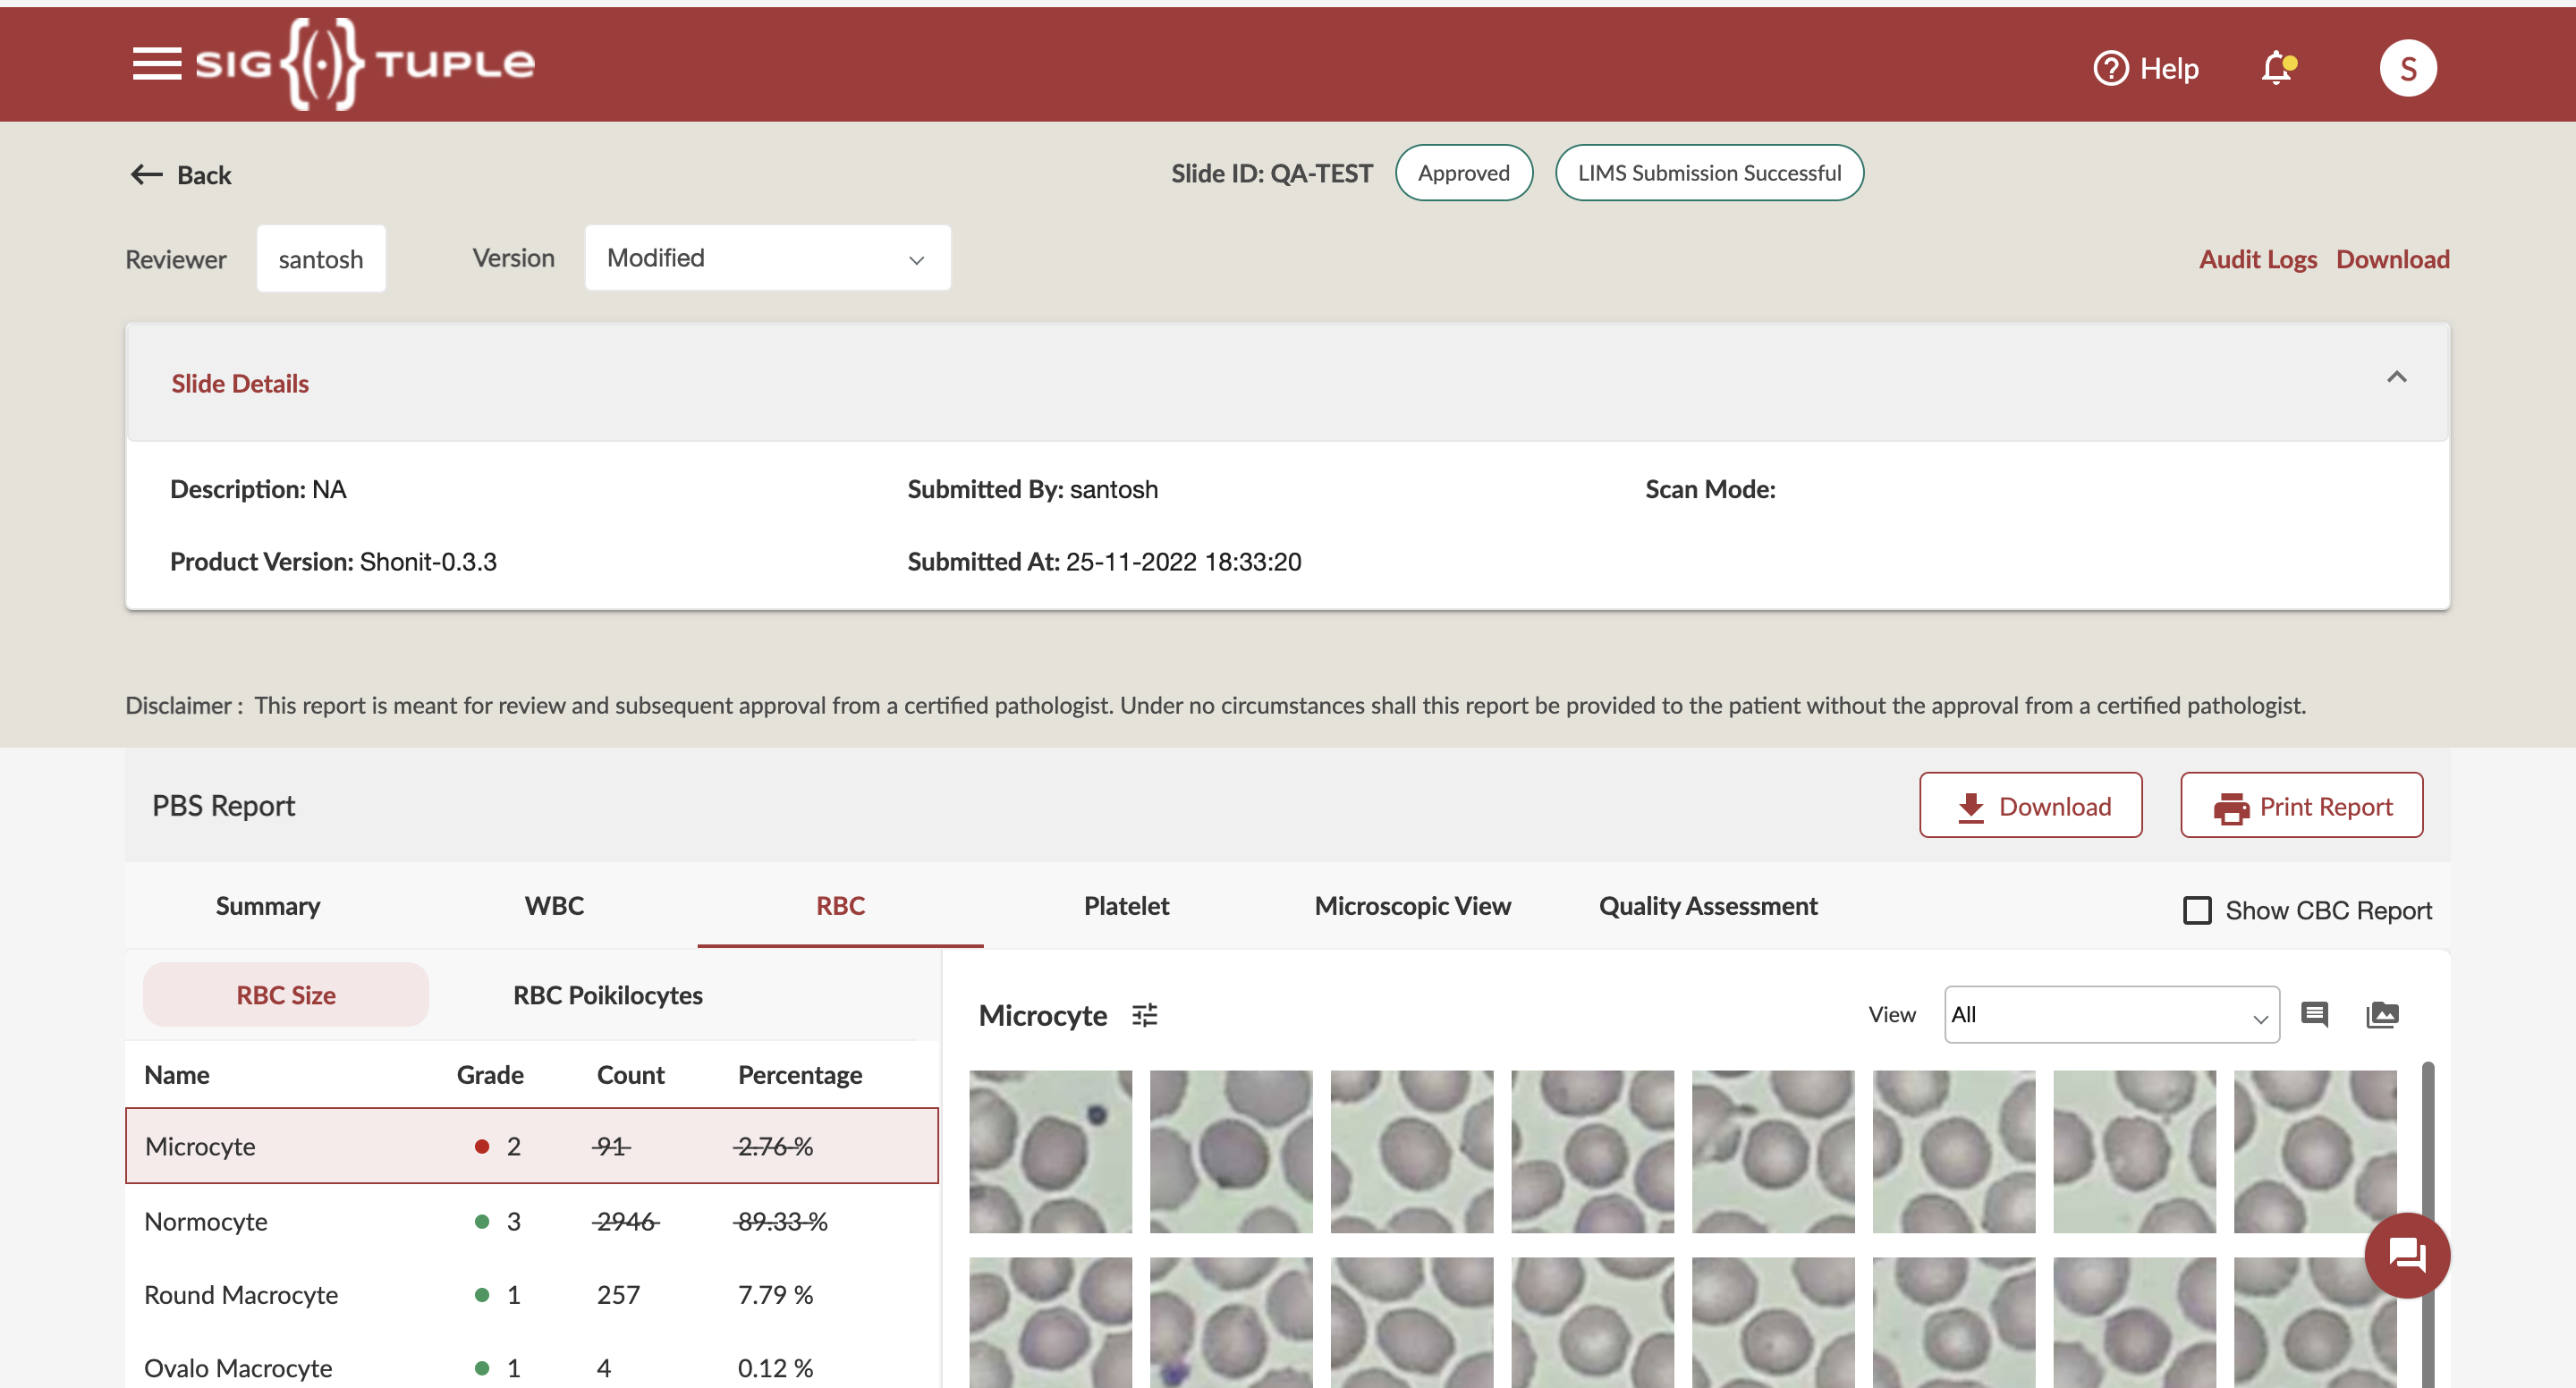 SIG TUPLE
Help
S
Back
Slide ID: QA-TEST
Approved
LIMS Submission Successful
Reviewer
santosh
Version
Modified
Audit Logs
Download
Slide Details
Description: NA
Submitted By: santosh
Scan Mode:
Product Version: Shonit-0.3.3
Submitted At: 25-11-2022 18:33:20
Disclaimer : This report is meant for review and subsequent approval from a certified pathologist. Under no circumstances shall this report be provided to the patient without the approval from a certified pathologist.
PBS Report
Download
Print Report
Summary
WBC
RBC
Platelet
Microscopic View
Quality Assessment
Show CBC Report
RBC Size
RBC Poikilocytes
Microcyte
View
All
Name Grade Count Percentage
Microcyte 2 91 2.76 %
Normocyte 3 2946 89.33 %
Round Macrocyte 1 257 7.79 %
Ovalo Macrocyte 1 4 0.12 %